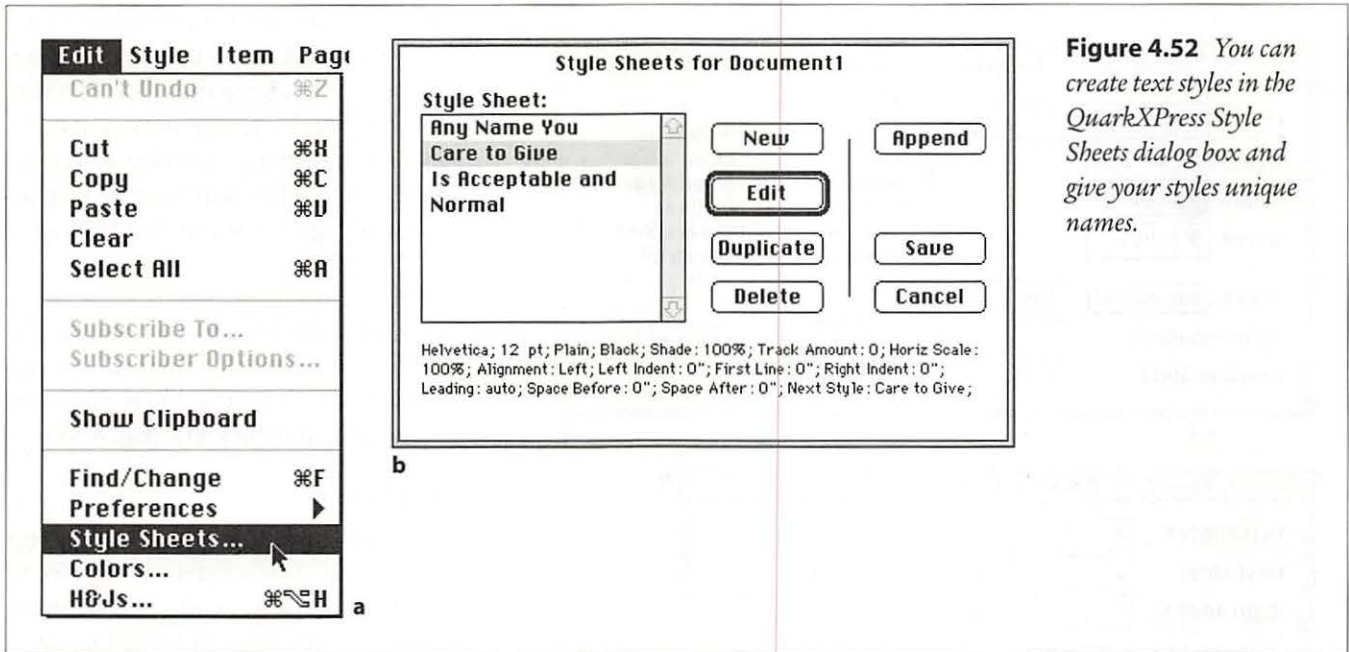 Edit Style Item Pag
Can't Undo ⌘Z
Cut ⌘X
Copy ⌘C
Paste ⌘V
Clear
Select All ⌘A
Subscribe To...
Subscriber Options...
Show Clipboard
Find/Change ⌘F
Preferences ▶
Style Sheets...
Colors...
H&Js... ⌘⌥H
a
Style Sheets for Document1
Style Sheet:
Any Name You
Care to Give
Is Acceptable and
Normal
New
Append
Edit
Duplicate
Save
Delete
Cancel
Helvetica; 12 pt; Plain; Black; Shade: 100%; Track Amount: 0; Horiz Scale:
100%; Alignment: Left; Left Indent: 0"; First Line: 0"; Right Indent: 0";
Leading: auto; Space Before: 0"; Space After: 0"; Next Style: Care to Give;
b
Figure 4.52 You can
create text styles in the
QuarkXPress Style
Sheets dialog box and
give your styles unique
names.